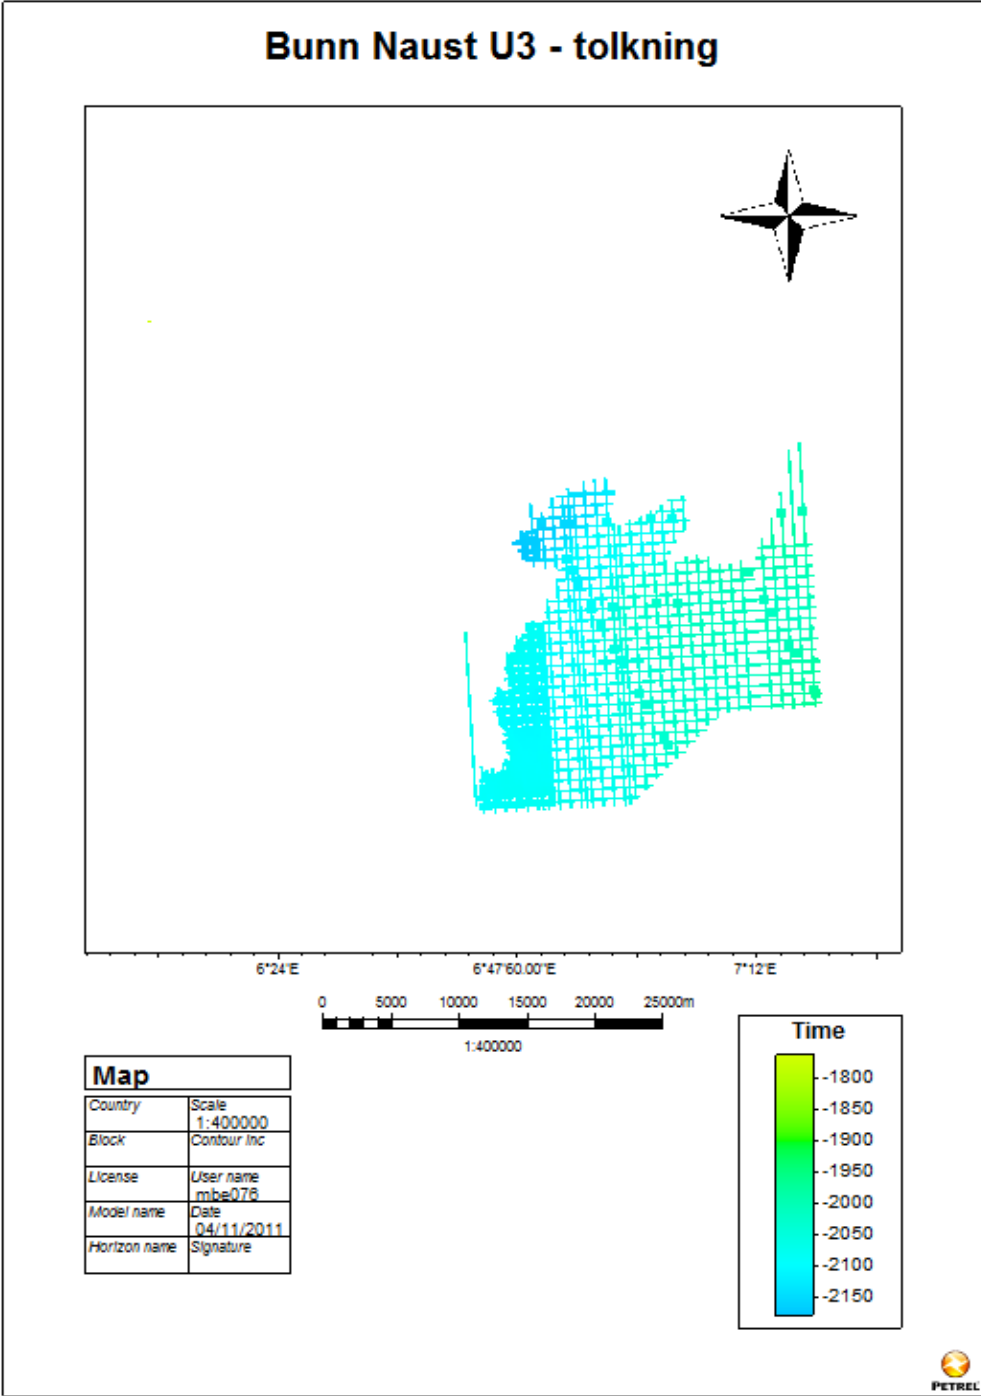 Bunn Naust U3 - tolkning
6°24'E 6°47'60.00"E 7°12'E
0 5000 10000 15000 20000 25000m
1:400000
Time
-1800
-1850
-1900
-1950
-2000
-2050
-2100
-2150
Map
Country Scale
1:400000
Block Contour inc
License User name
mbe076
Model name Date
04/11/2011
Horizon name Signature
PETREL